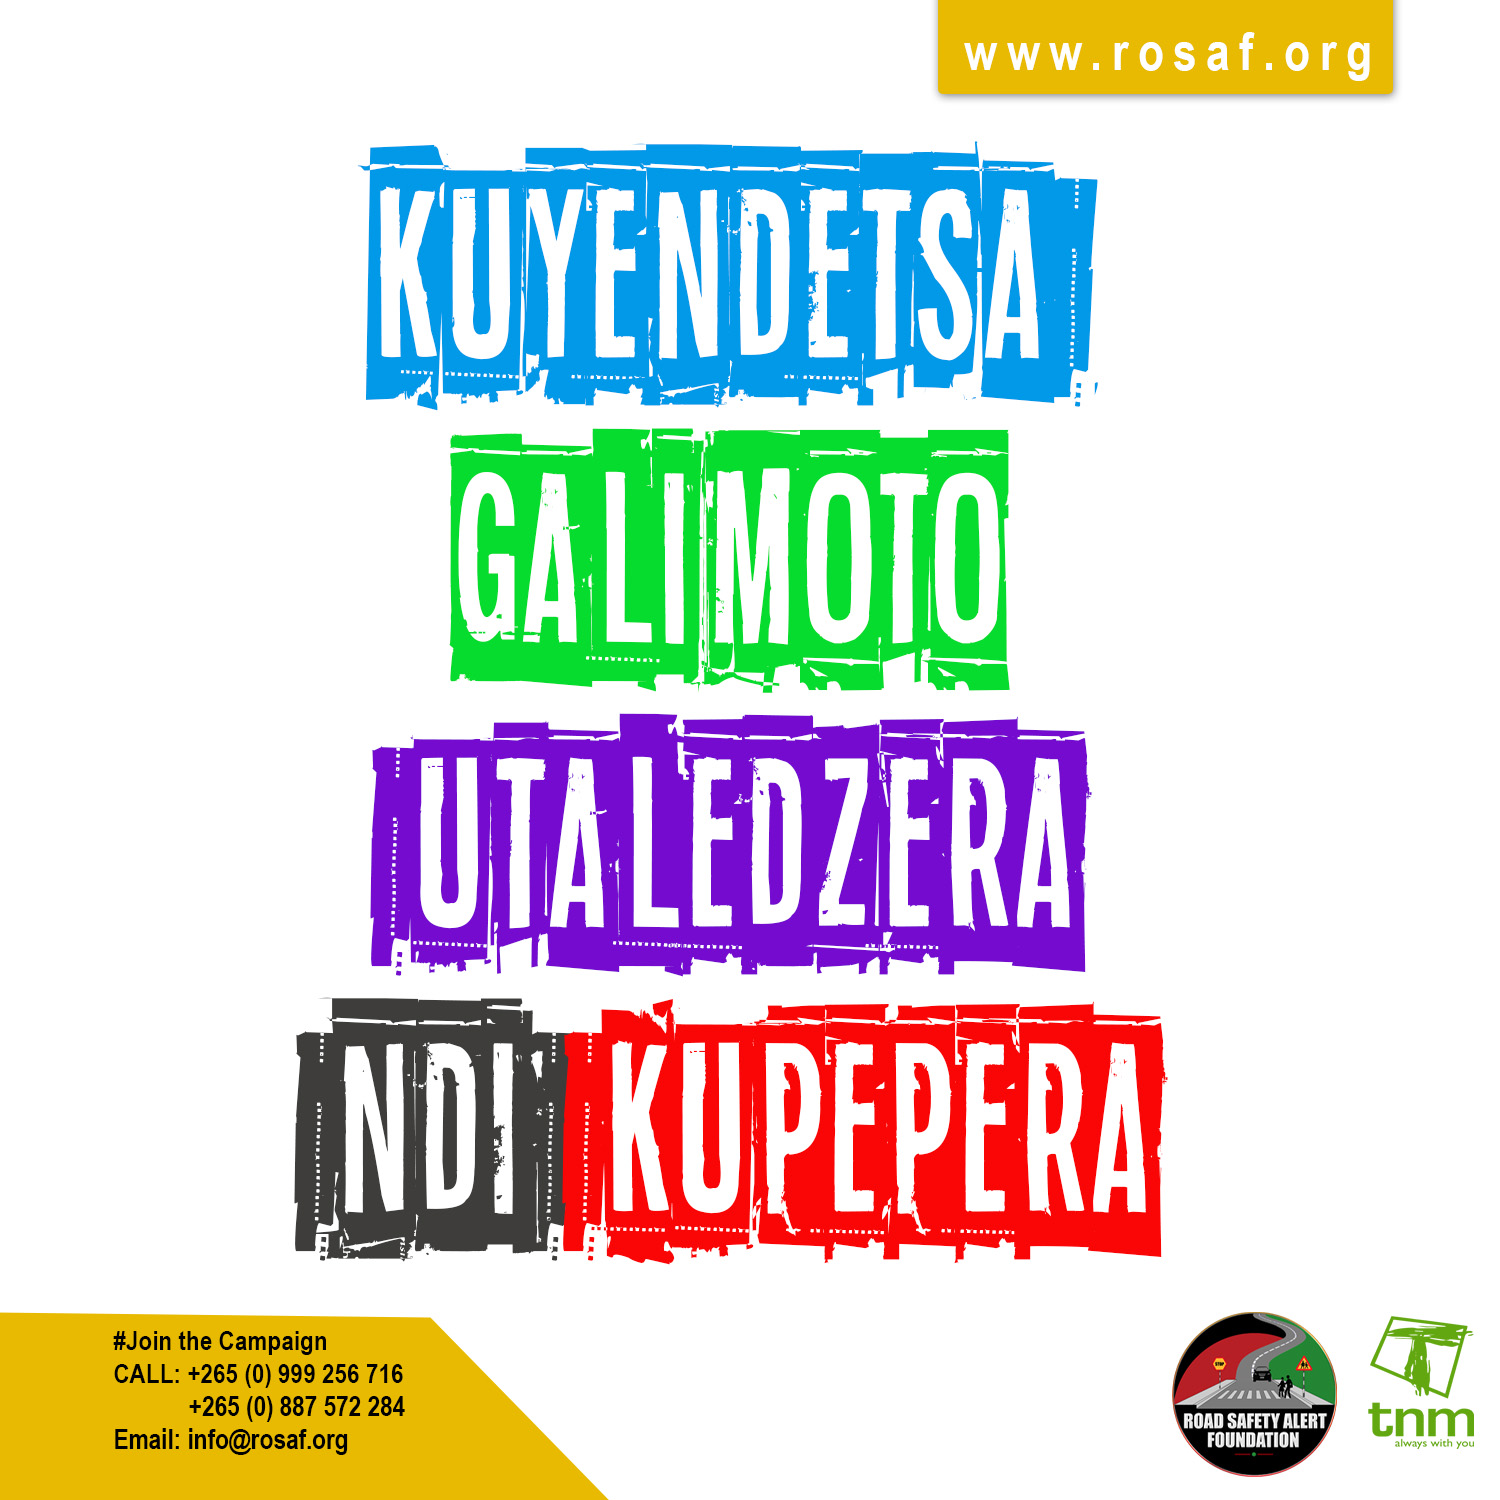 www.rosaf.org
KUYENDETSA
GALIMOTO
UTALEDZERA
NDI KUPEPERA
#Join the Campaign
CALL: +265 (0) 999 256 716
+265 (0) 887 572 284
Email: info@rosaf.org
STOP
ROAD SAFETY ALERT
FOUNDATION
tnm
always with you